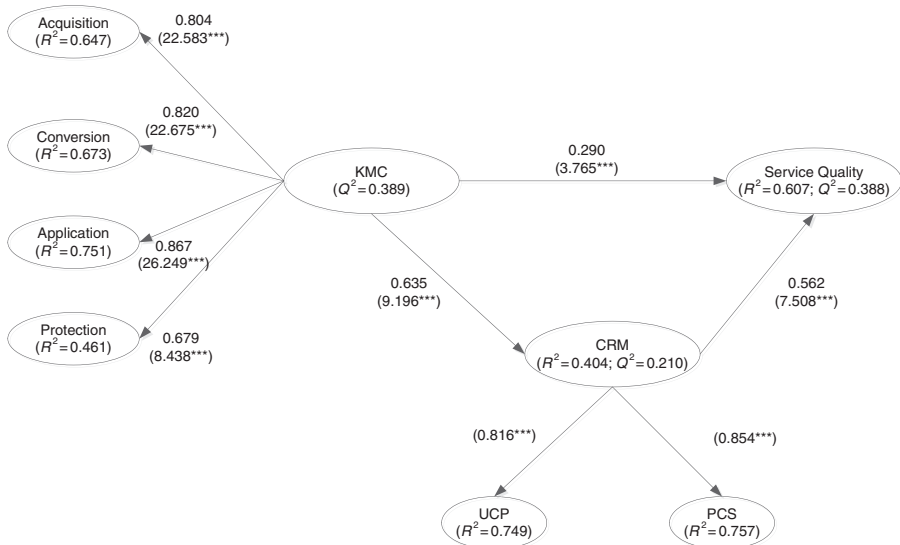 Acquisition
(R²=0.647)
0.804
(22.583***)
Conversion
(R²=0.673)
0.820
(22.675***)
KMC
(Q²=0.389)
0.290
(3.765***)
Service Quality
(R²=0.607; Q²=0.388)
Application
(R²=0.751)
0.867
(26.249***)
0.635
(9.196***)
0.562
(7.508***)
Protection
(R²=0.461)
0.679
(8.438***)
CRM
(R²=0.404; Q²=0.210)
(0.816***)
(0.854***)
UCP
(R²=0.749)
PCS
(R²=0.757)